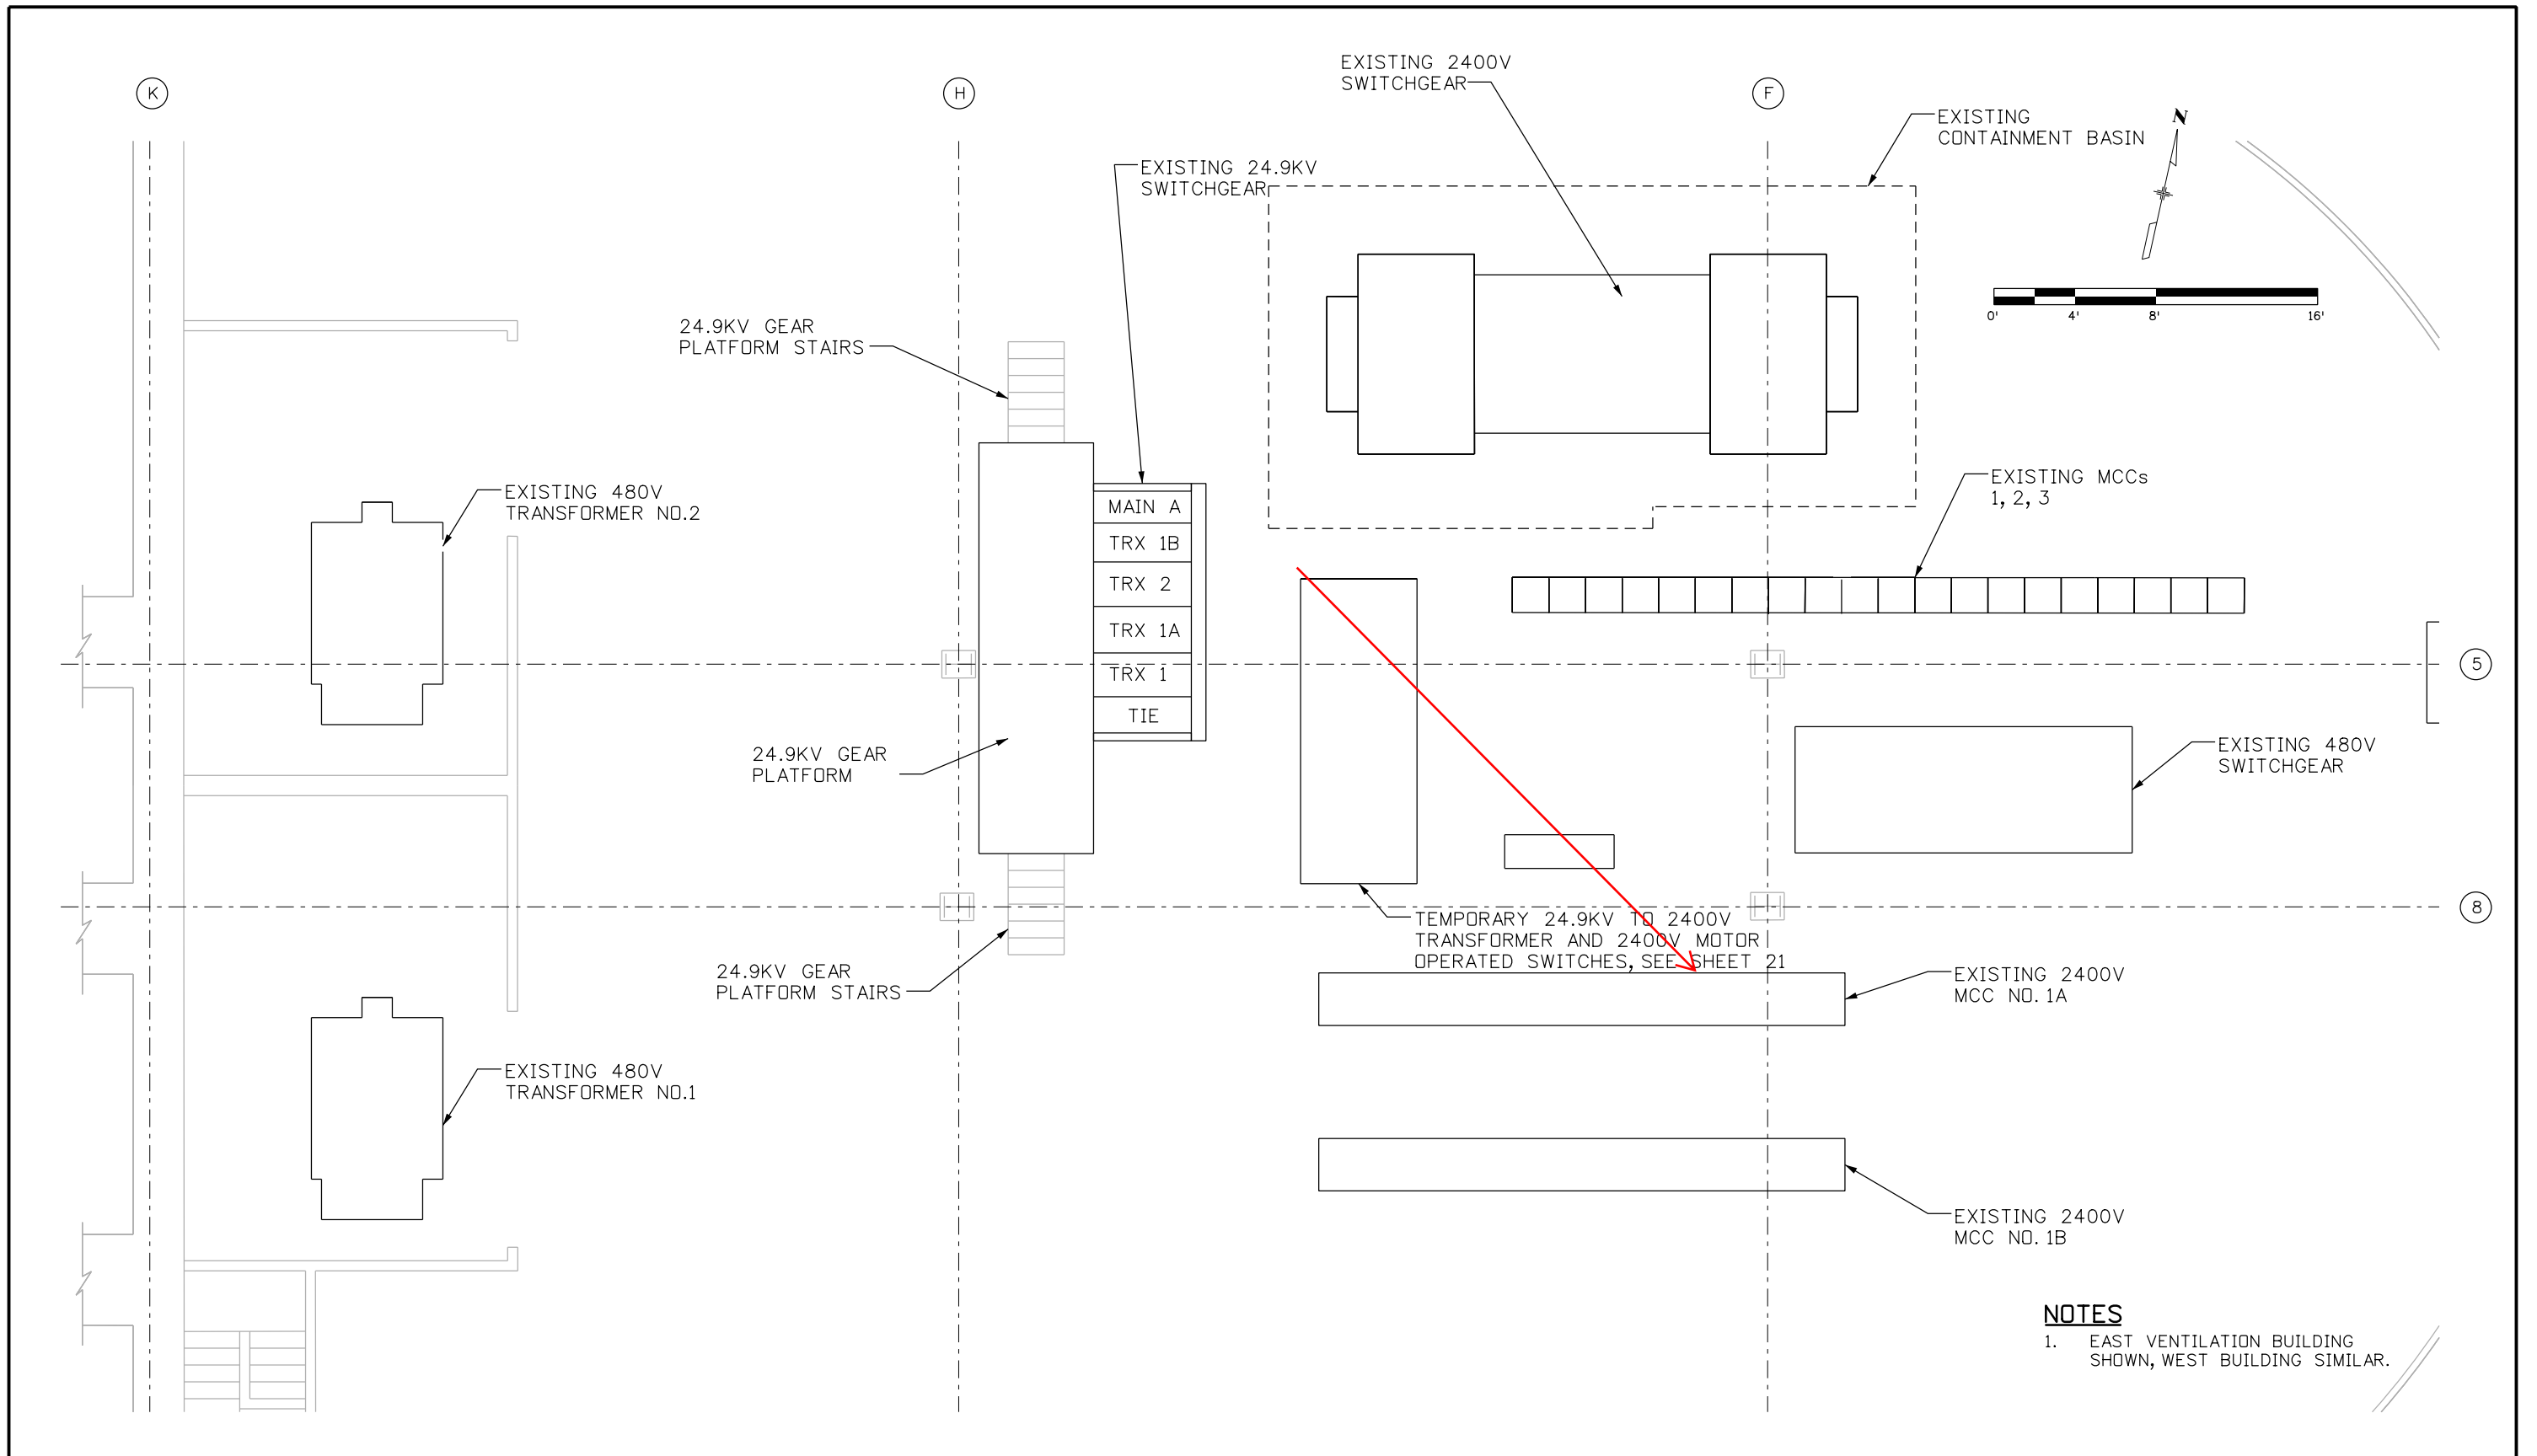 K
H
F
EXISTING 2400V
SWITCHGEAR
EXISTING
CONTAINMENT BASIN
N
EXISTING 24.9KV
SWITCHGEAR
0' 4' 8' 16'
24.9KV GEAR
PLATFORM STAIRS
EXISTING MCCs
1, 2, 3
EXISTING 480V
TRANSFORMER NO.2
MAIN A
TRX 1B
TRX 2
TRX 1A
TRX 1
TIE
5
24.9KV GEAR
PLATFORM
EXISTING 480V
SWITCHGEAR
8
TEMPORARY 24.9KV TO 2400V
TRANSFORMER AND 2400V MOTOR
OPERATED SWITCHES, SEE SHEET 21
24.9KV GEAR
PLATFORM STAIRS
EXISTING 2400V
MCC NO. 1A
EXISTING 480V
TRANSFORMER NO.1
EXISTING 2400V
MCC NO. 1B
NOTES
1. EAST VENTILATION BUILDING
SHOWN, WEST BUILDING SIMILAR.